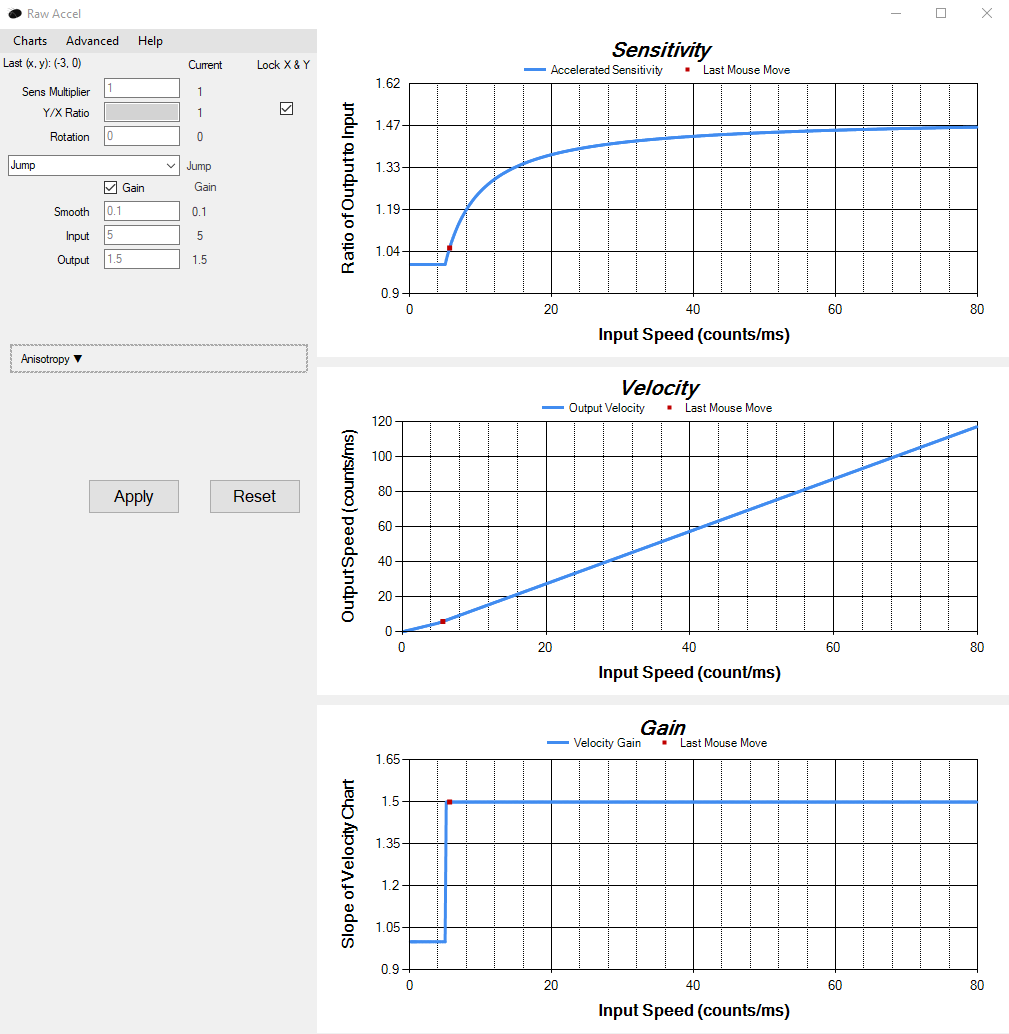 Raw Accel
Charts Advanced Help
Last (x, y): (-3, 0)
Current
Lock X & Y
Sens Multiplier 1 1
Y/X Ratio 1
Rotation 0 0
Jump Jump
Gain Gain
Smooth 0.1 0.1
Input 5 5
Output 1.5 1.5
Anisotropy ▼
Apply Reset
Sensitivity
Accelerated Sensitivity Last Mouse Move
Ratio of Output to Input
1.62
1.47
1.33
1.19
1.04
0.9
0 20 40 60 80
Input Speed (counts/ms)
Velocity
Output Velocity Last Mouse Move
Output Speed (counts/ms)
120
100
80
60
40
20
0
0 20 40 60 80
Input Speed (count/ms)
Gain
Velocity Gain Last Mouse Move
Slope of Velocity Chart
1.65
1.5
1.35
1.2
1.05
0.9
0 20 40 60 80
Input Speed (counts/ms)